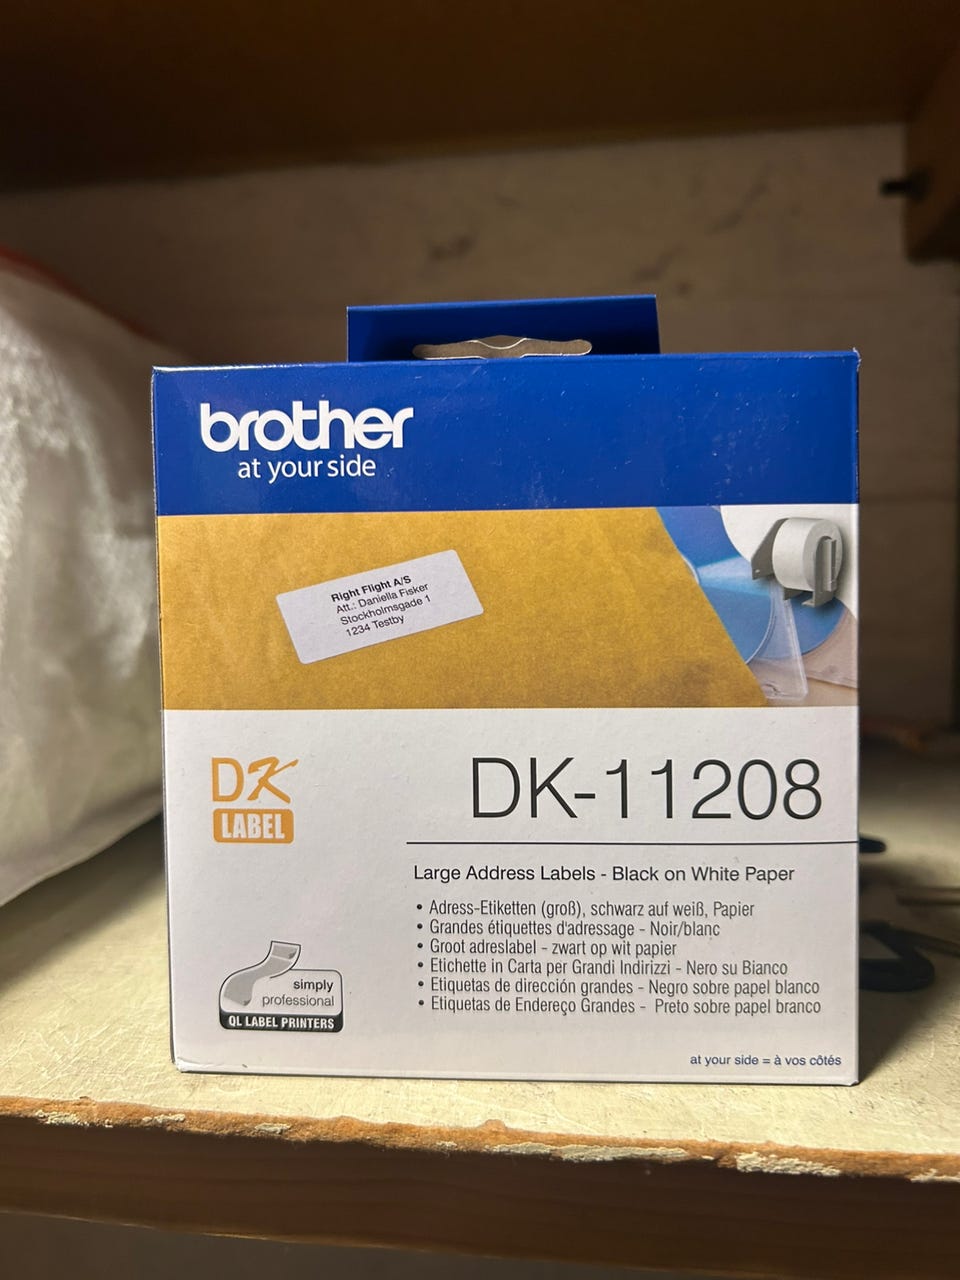 brother
at your side
Right Flight A/S
Att.: Daniella Fisker
Stockholmsgade 1
1234 Testby
DK
LABEL
DK-11208
Large Address Labels - Black on White Paper
• Adress-Etiketten (groß), schwarz auf weiß, Papier
• Grandes étiquettes d'adressage - Noir/blanc
• Groot adreslabel - zwart op wit papier
• Etichette in Carta per Grandi Indirizzi - Nero su Bianco
• Etiquetas de dirección grandes - Negro sobre papel blanco
• Etiquetas de Endereço Grandes - Preto sobre papel branco
simply
professional
QL LABEL PRINTERS
at your side = à vos côtés